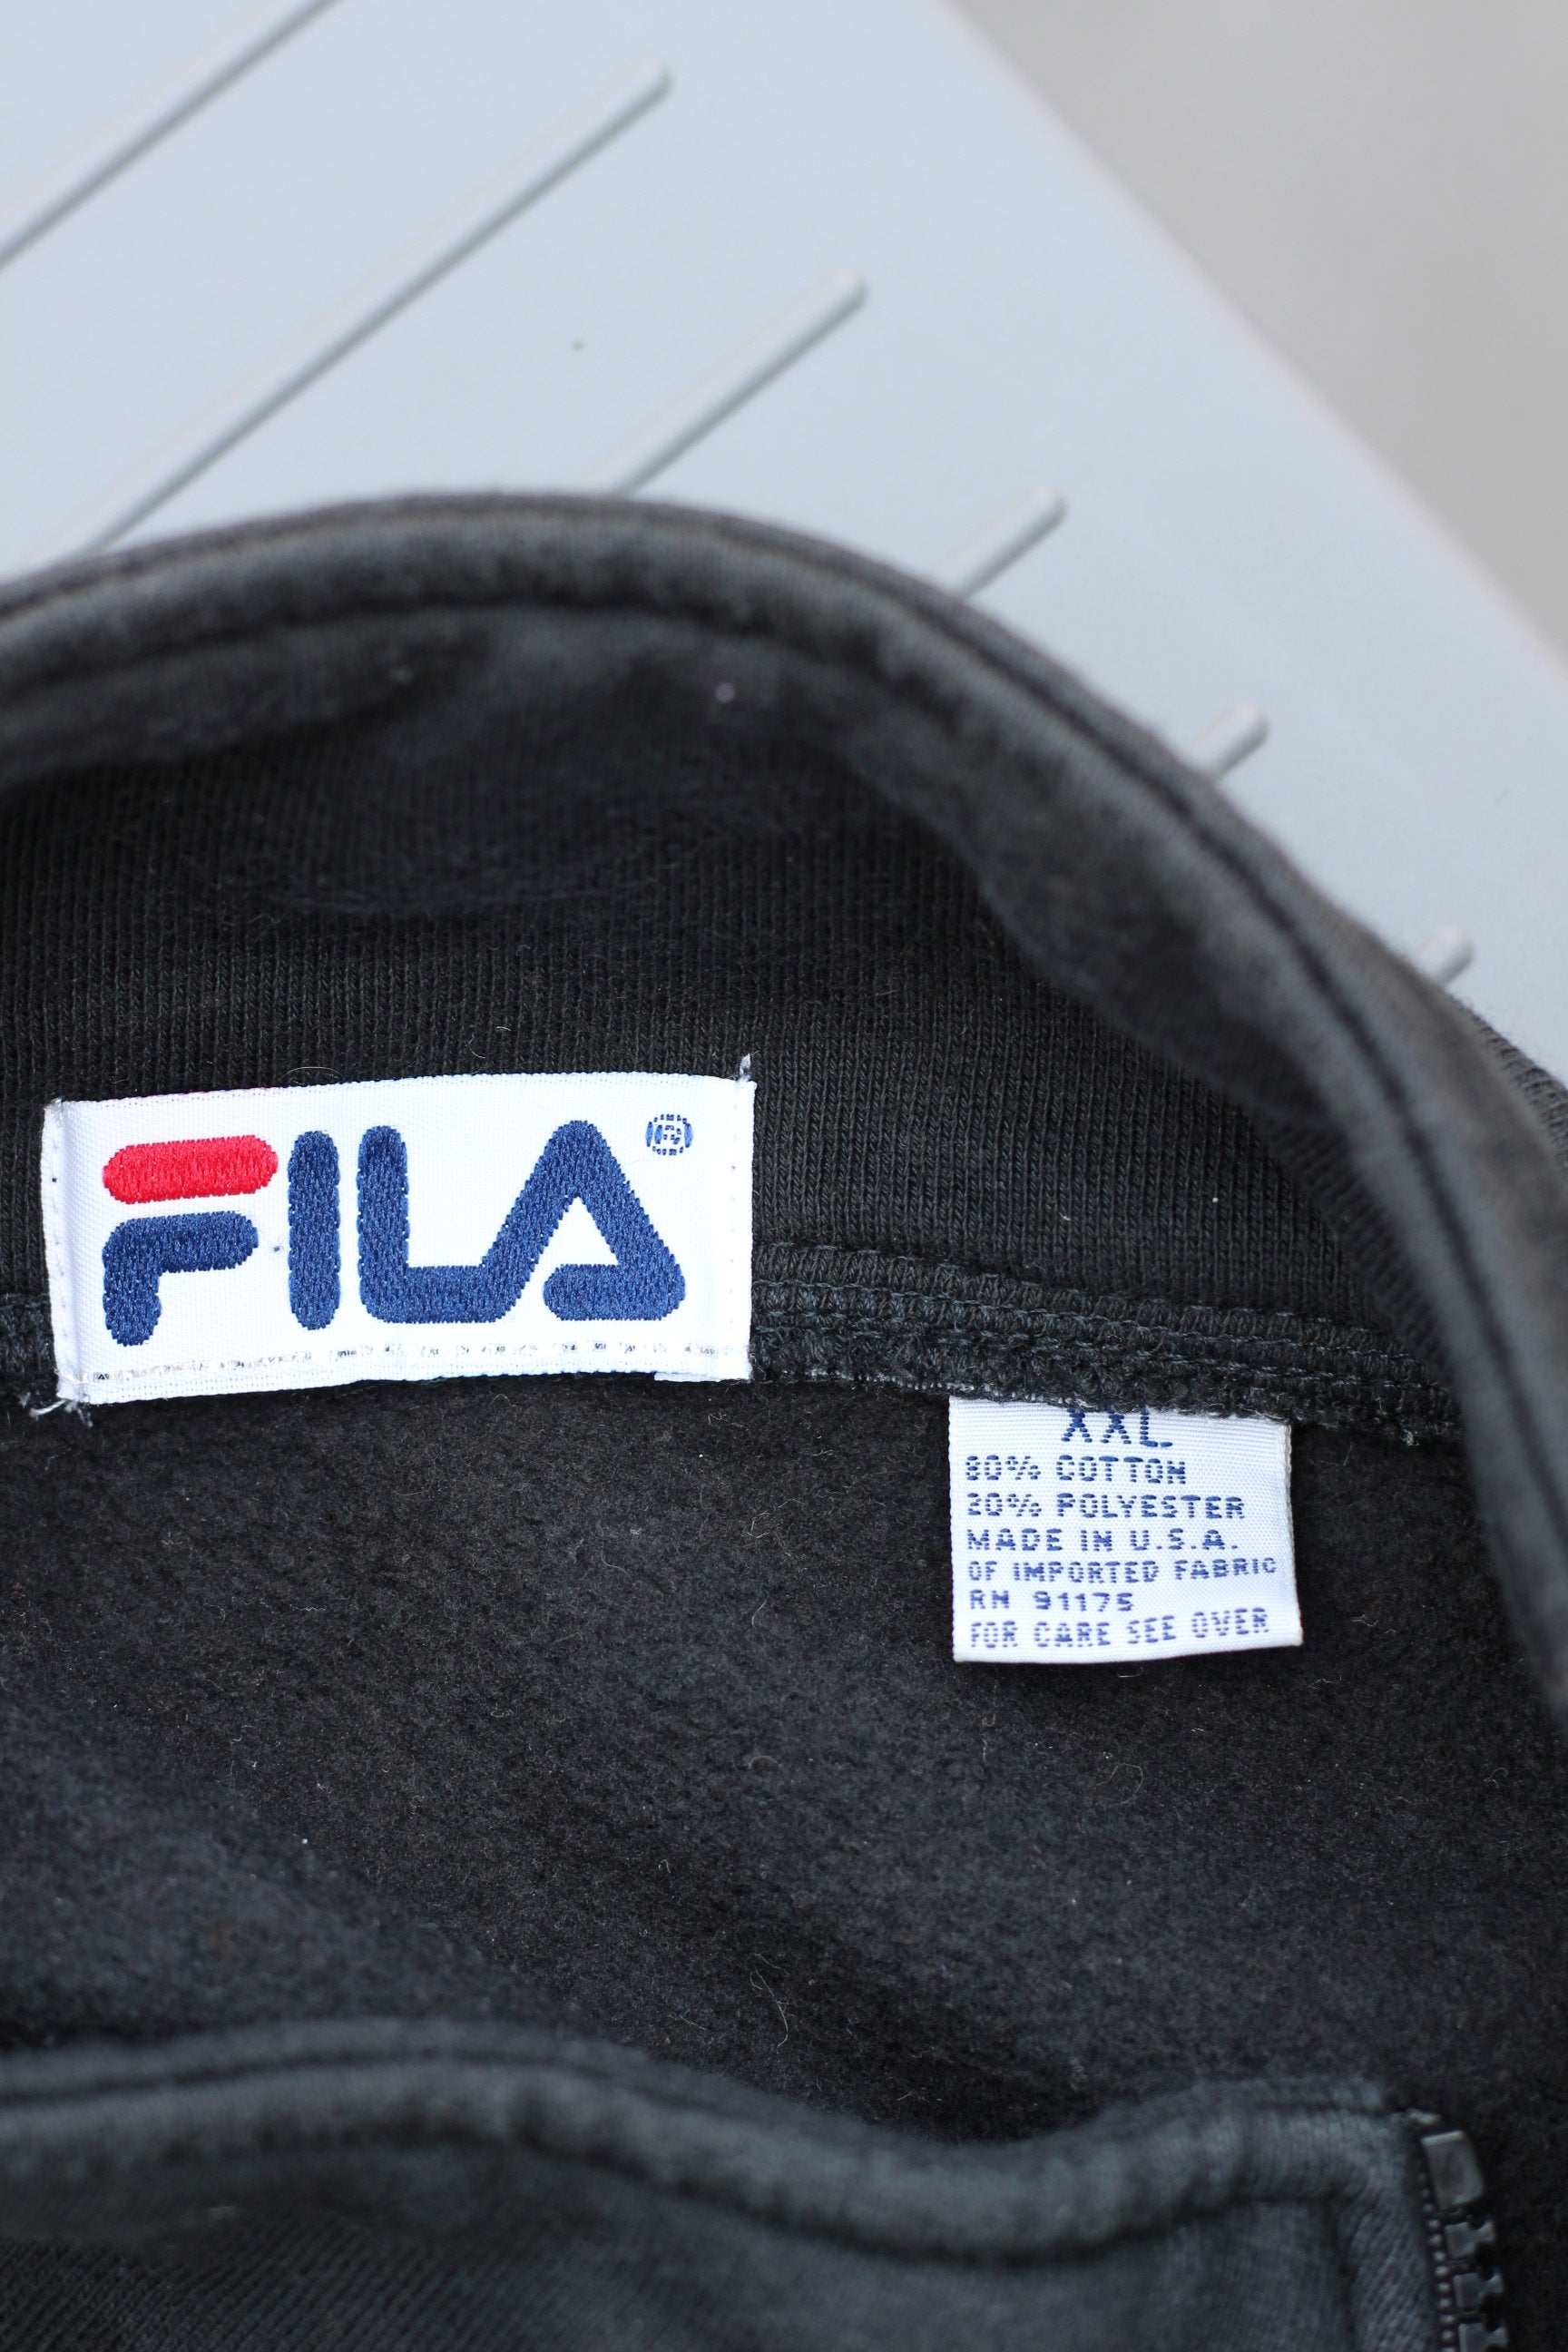 FILA®
XXL
80% COTTON
20% POLYESTER
MADE IN U.S.A.
OF IMPORTED FABRIC
RN 91175
FOR CARE SEE OVER